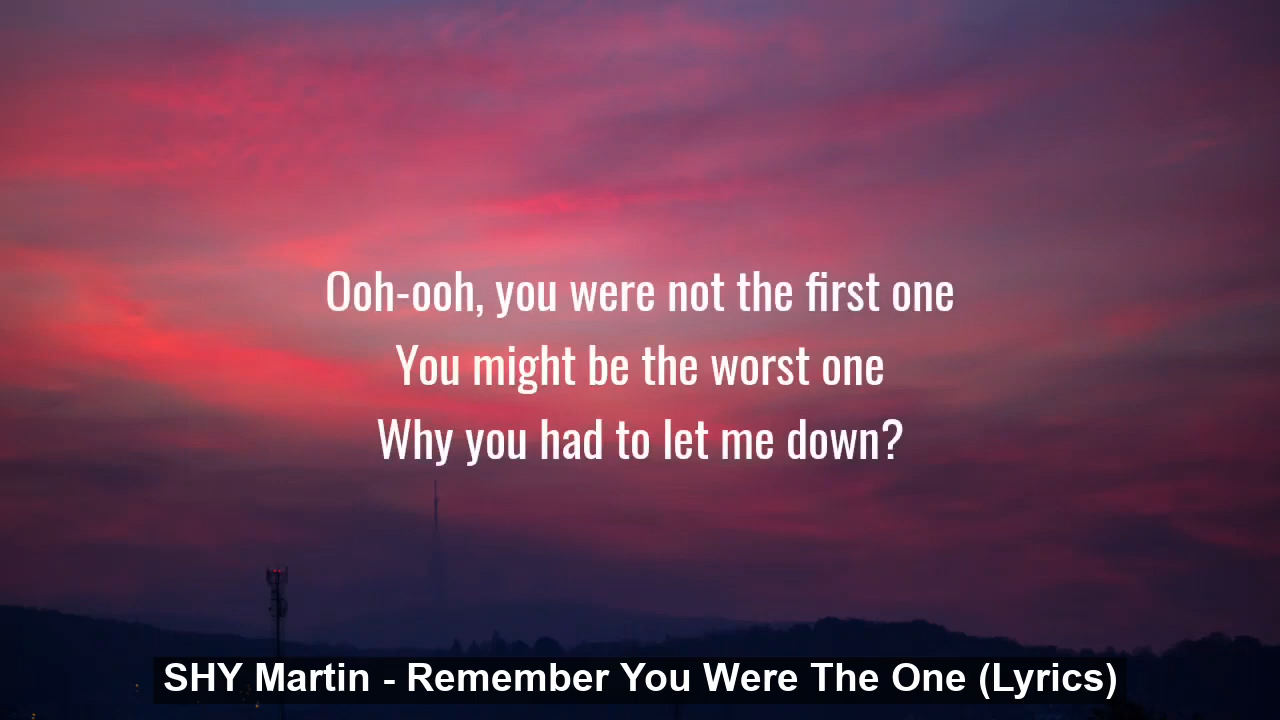 Ooh-ooh, you were not the first one
You might be the worst one
Why you had to let me down?
SHY Martin - Remember You Were The One (Lyrics)